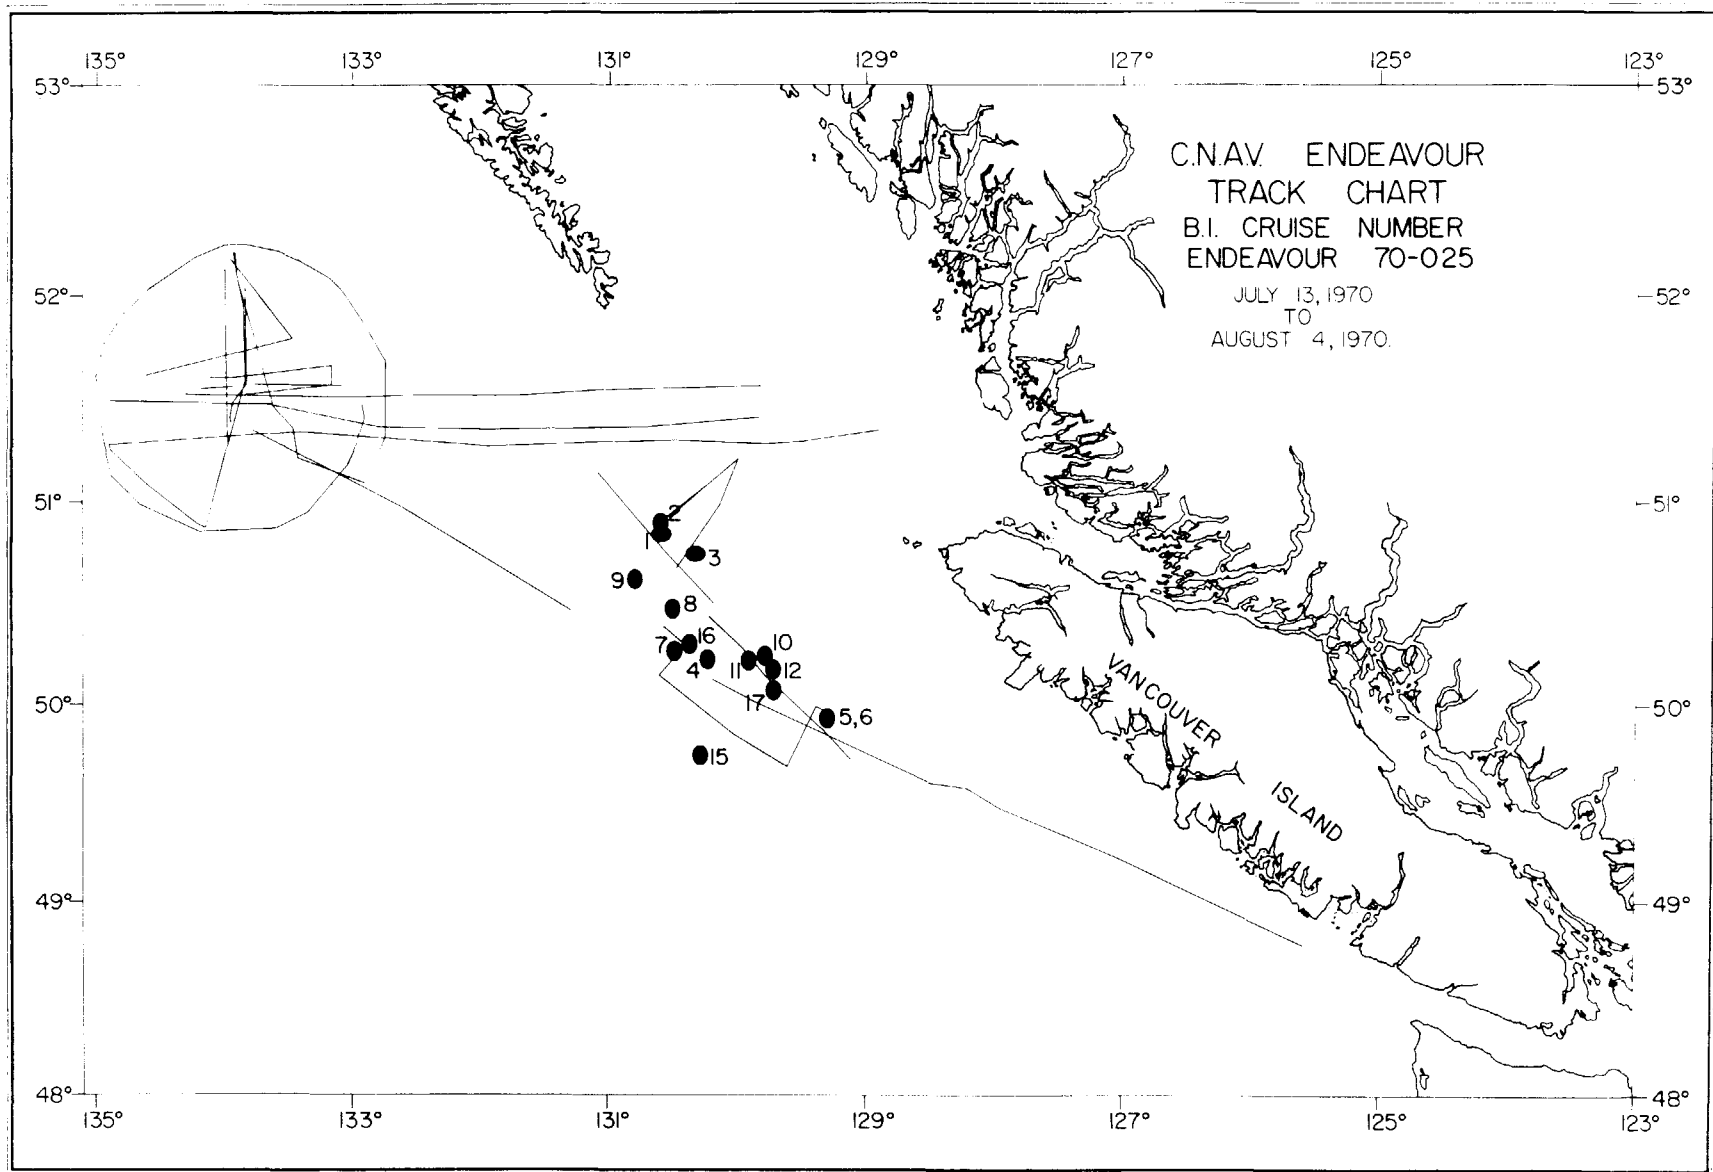 135° 133° 131° 129° 127° 125° 123°
53° 53°
C.N.A.V. ENDEAVOUR
TRACK CHART
B.I. CRUISE NUMBER
ENDEAVOUR 70-025
52° 52°
JULY 13, 1970
TO
AUGUST 4, 1970.
51° 51°
2
1
3
9
8
16
7
4
10
11
12
17
5,6
15
50° 50°
VANCOUVER
ISLAND
49° 49°
48° 48°
135° 133° 131° 129° 127° 125° 123°